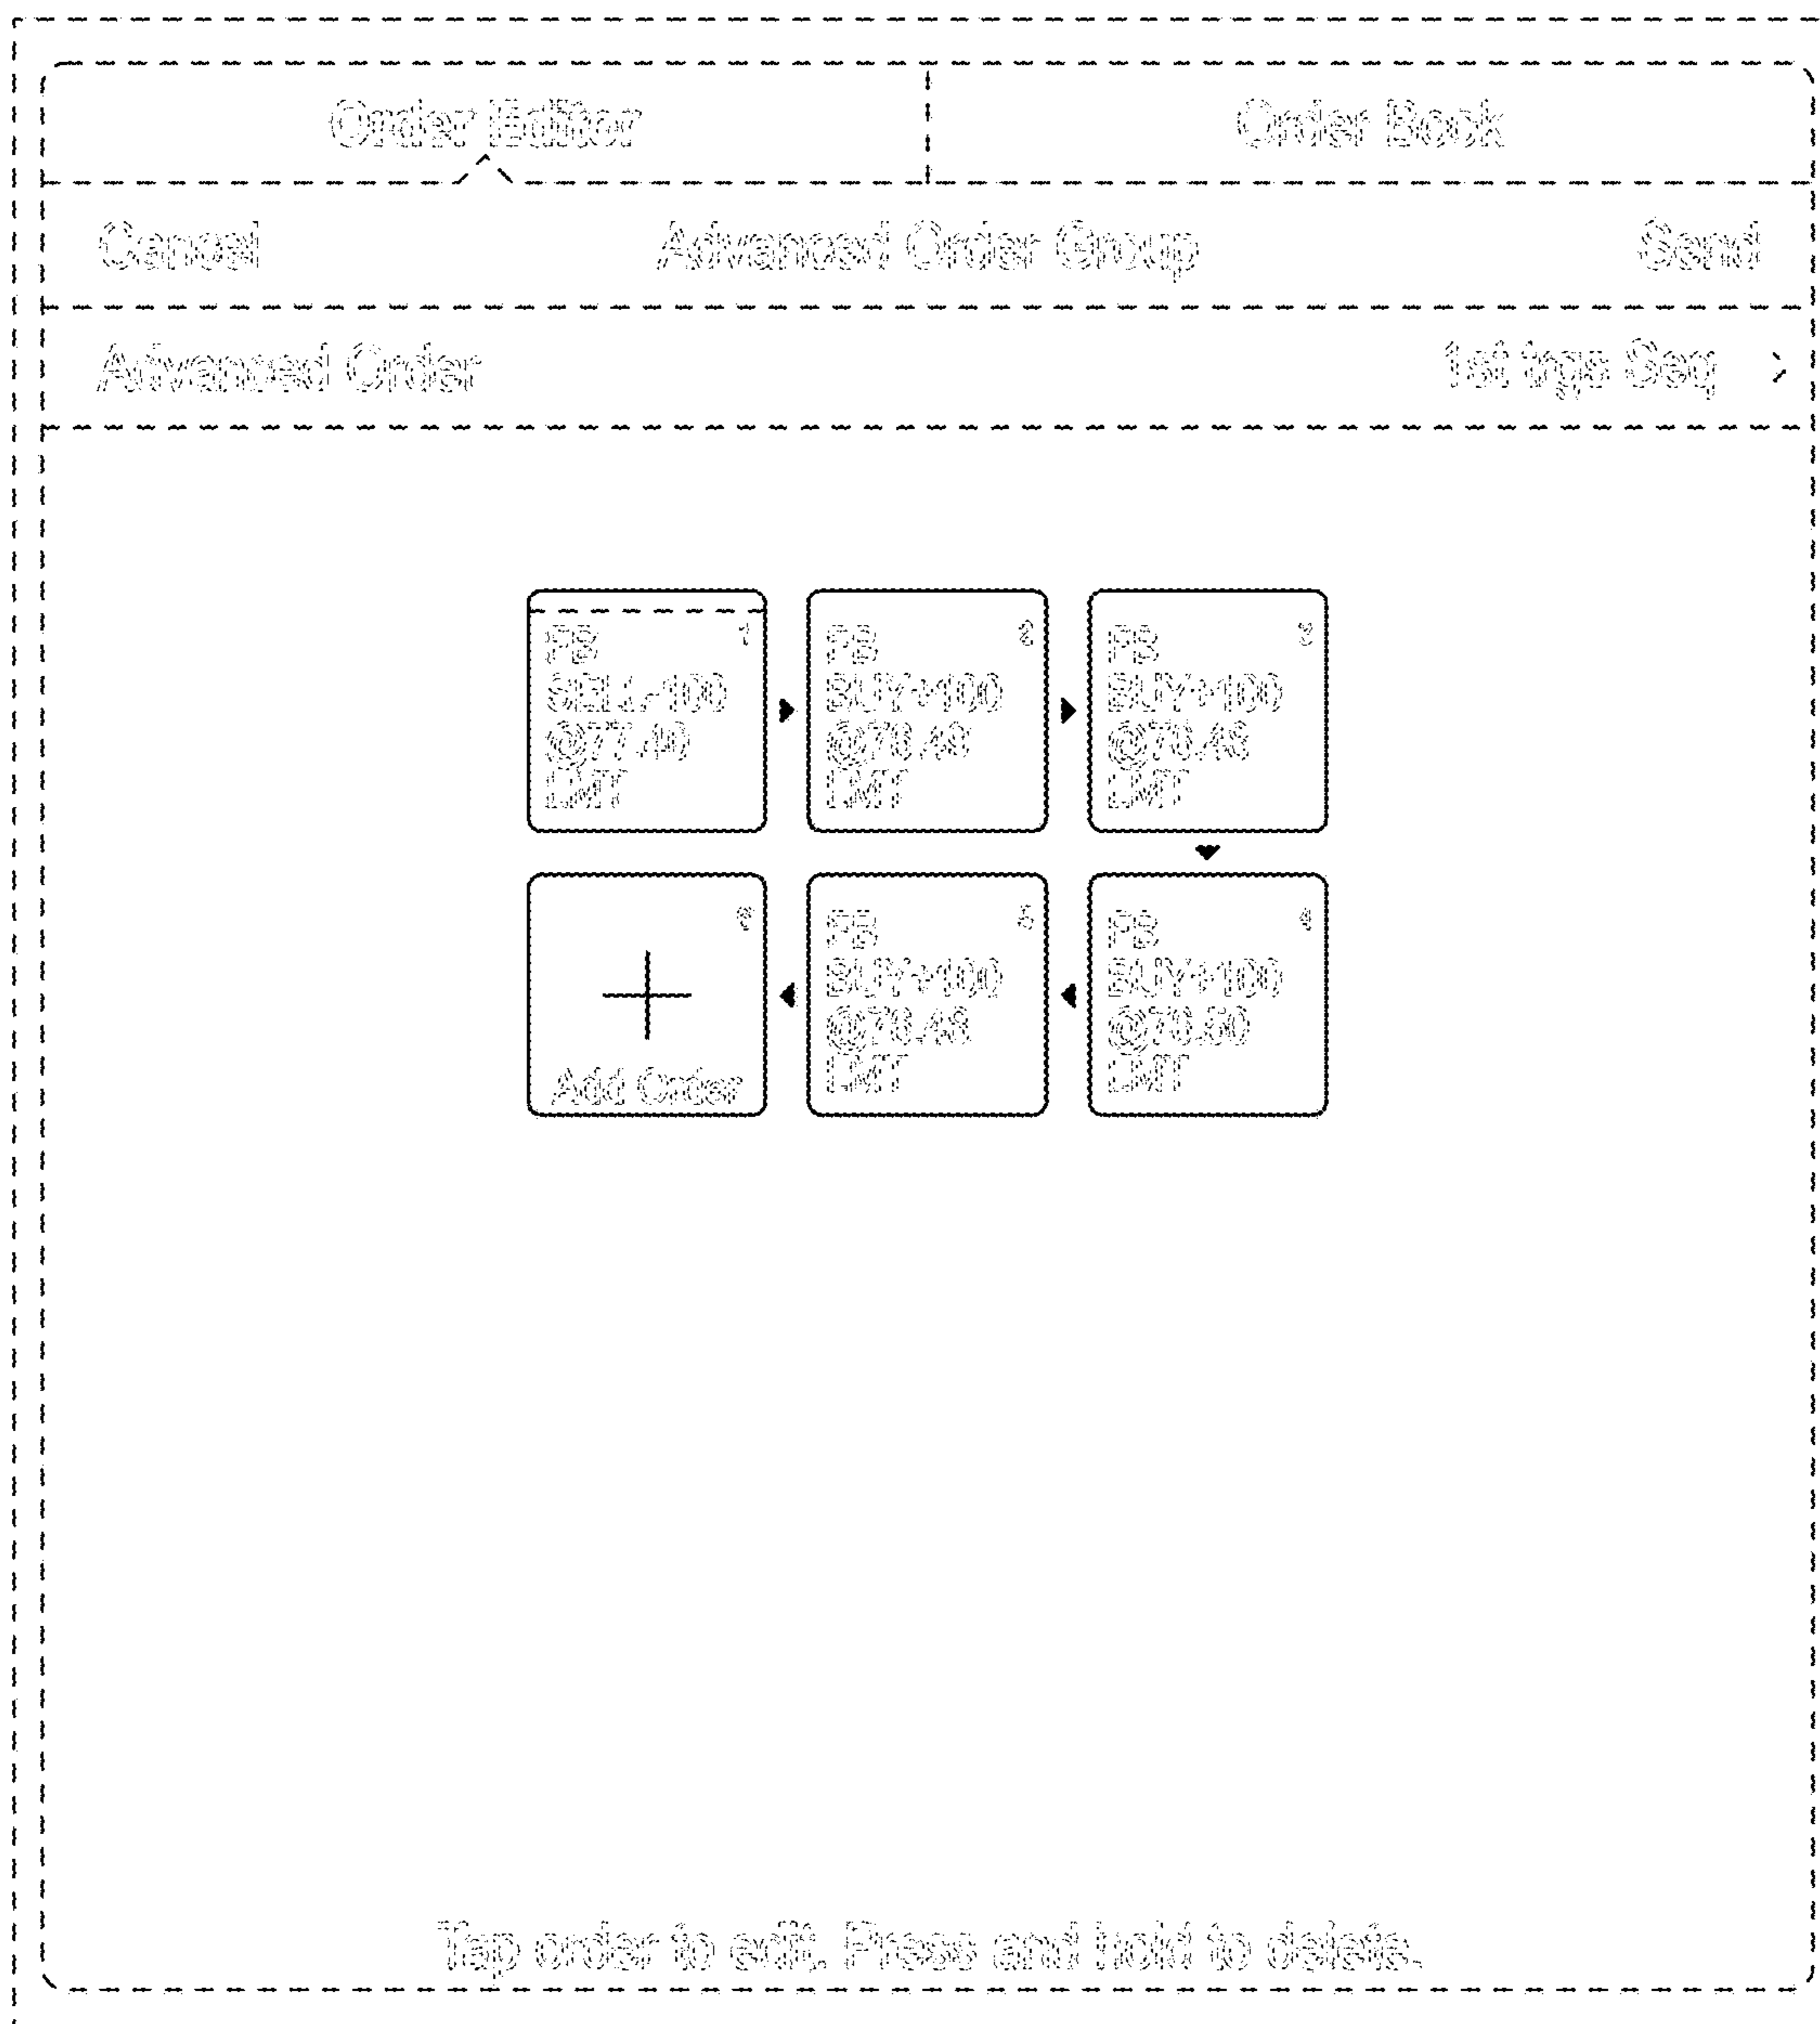 Order Editor
Order Book
Cancel
Advanced Order Group
Send
Advanced Order
1st trgs Seq
FB
1
SELL-100
LMT
FB
2
BUY+100
LMT
FB
3
BUY+100
LMT
FB
4
BUY+100
LMT
FB
5
BUY+100
LMT
Add Order
Tap order to edit. Press and hold to delete.